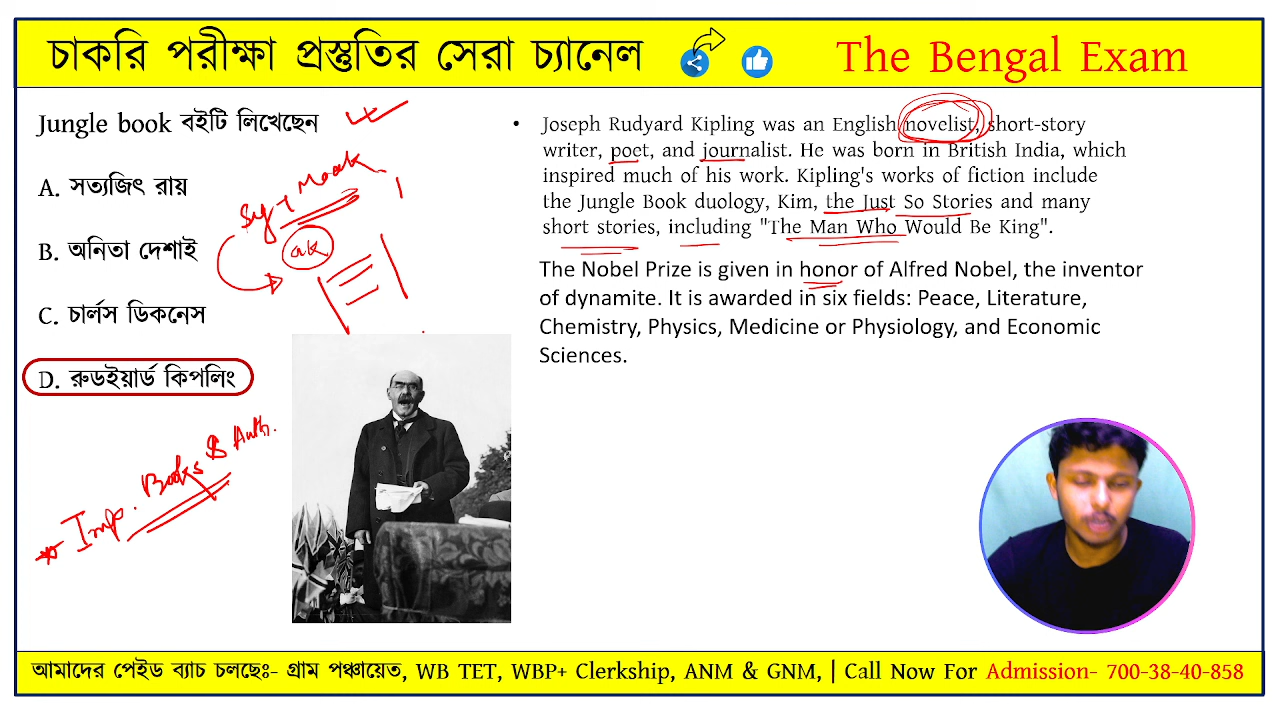 চাকরি পরীক্ষা প্রস্তুতির সেরা চ্যানেল
The Bengal Exam
Jungle book বইটি লিখেছেন
A. সত্যজিৎ রায়
B. অনিতা দেশাই
C. চার্লস ডিকনেস
D. রুডইয়ার্ড কিপলিং
Imp. Books & Auth.
• Joseph Rudyard Kipling was an English novelist, short-story
writer, poet, and journalist. He was born in British India, which
inspired much of his work. Kipling's works of fiction include
the Jungle Book duology, Kim, the Just So Stories and many
short stories, including "The Man Who Would Be King".
The Nobel Prize is given in honor of Alfred Nobel, the inventor
of dynamite. It is awarded in six fields: Peace, Literature,
Chemistry, Physics, Medicine or Physiology, and Economic
Sciences.
আমাদের পেইড ব্যাচ চলছেঃ- গ্রাম পঞ্চায়েত, WB TET, WBP+ Clerkship, ANM & GNM, | Call Now For Admission- 700-38-40-858